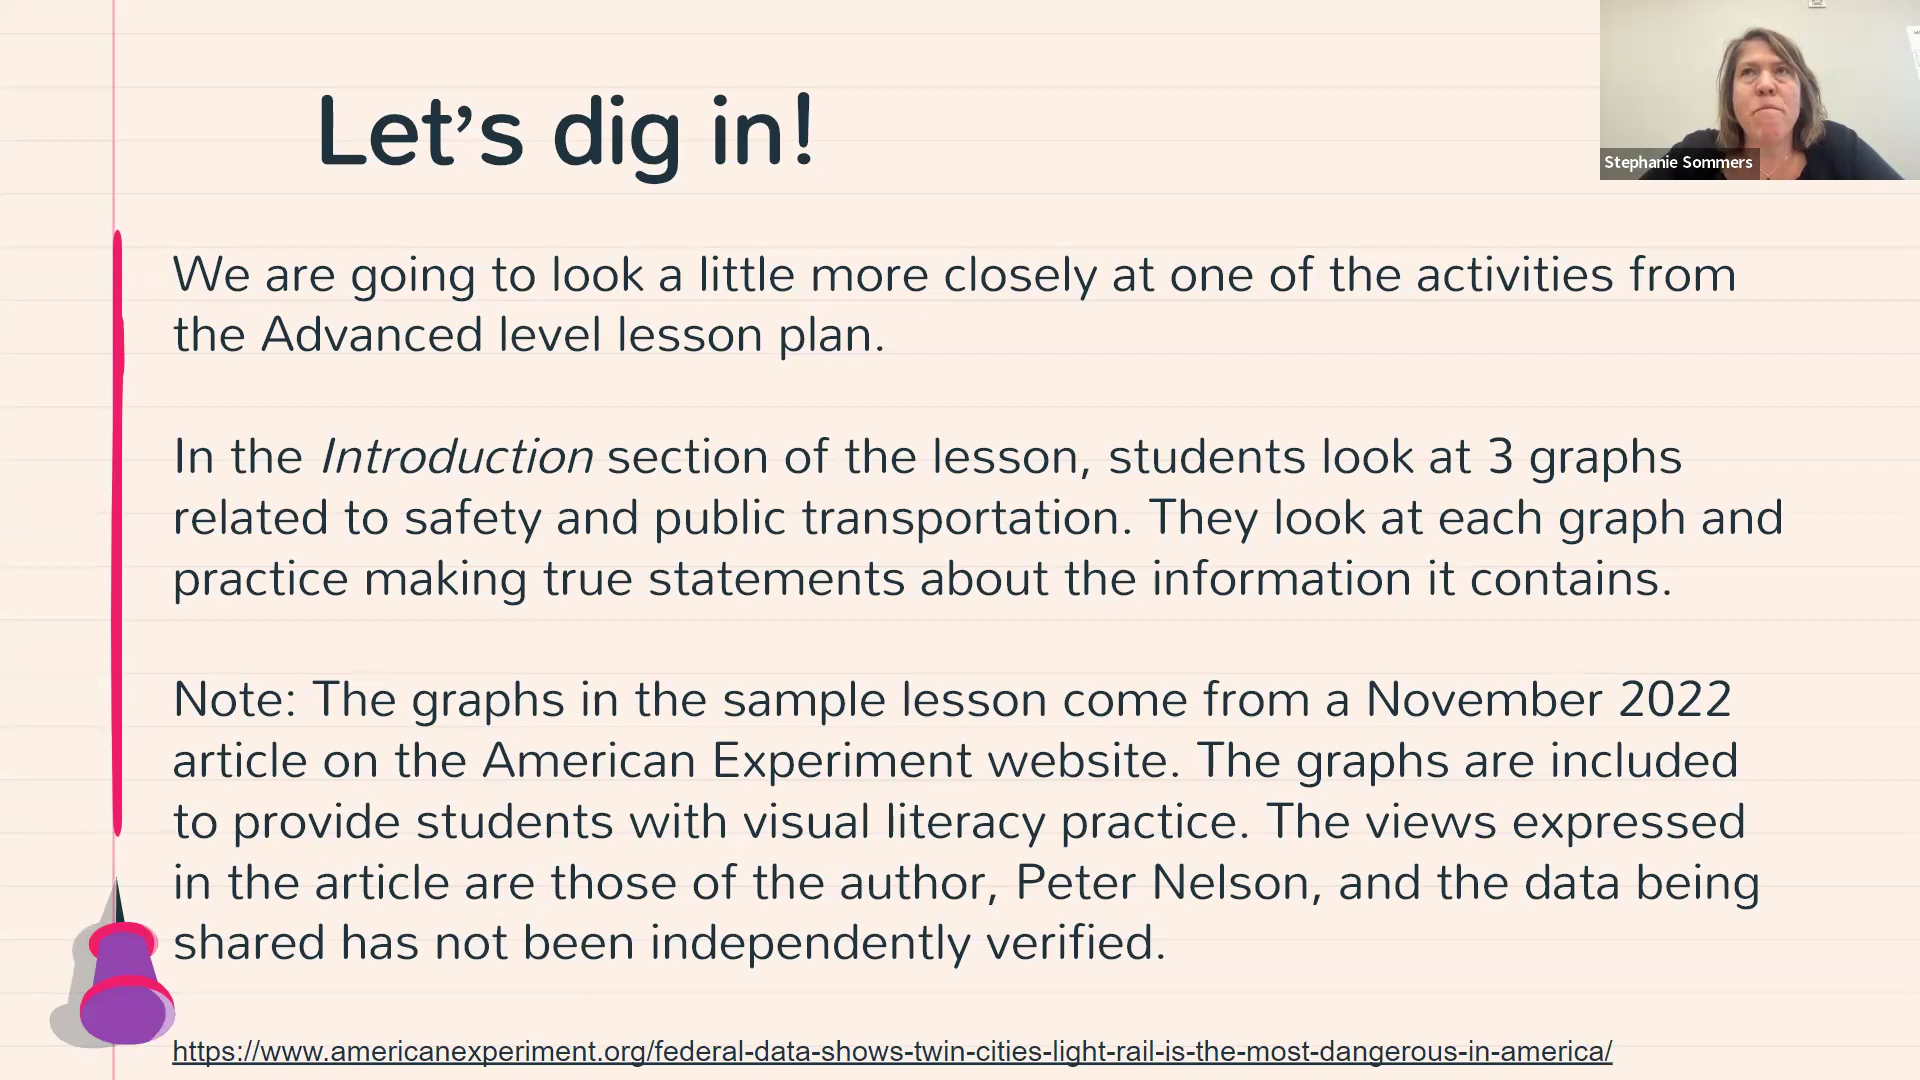 Let's dig in!
Stephanie Sommers
We are going to look a little more closely at one of the activities from
the Advanced level lesson plan.
In the Introduction section of the lesson, students look at 3 graphs
related to safety and public transportation. They look at each graph and
practice making true statements about the information it contains.
Note: The graphs in the sample lesson come from a November 2022
article on the American Experiment website. The graphs are included
to provide students with visual literacy practice. The views expressed
in the article are those of the author, Peter Nelson, and the data being
shared has not been independently verified.
https://www.americanexperiment.org/federal-data-shows-twin-cities-light-rail-is-the-most-dangerous-in-america/